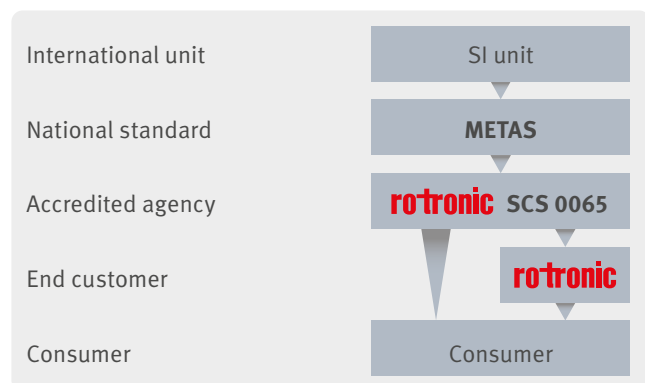 International unit SI unit
National standard METAS
Accredited agency rotronic SCS 0065
End customer rotronic
Consumer Consumer